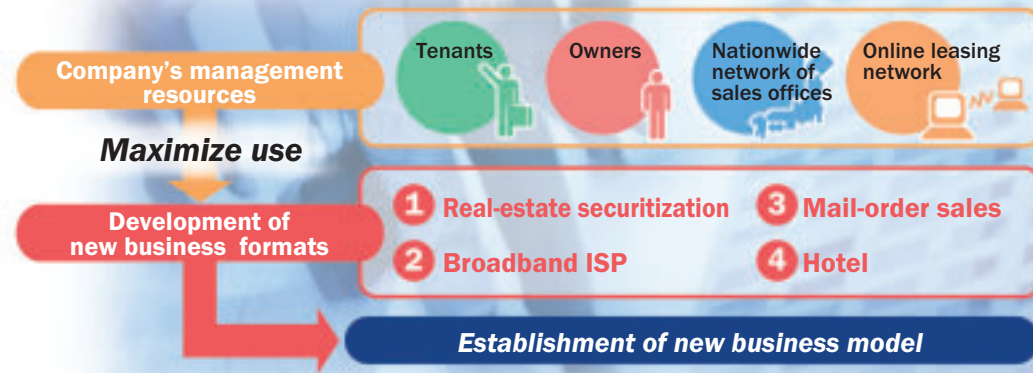 Company's management
resources
Tenants
Owners
Nationwide
network of
sales offices
Online leasing
network
Maximize use
Development of
new business formats
1 Real-estate securitization
2 Broadband ISP
3 Mail-order sales
4 Hotel
Establishment of new business model